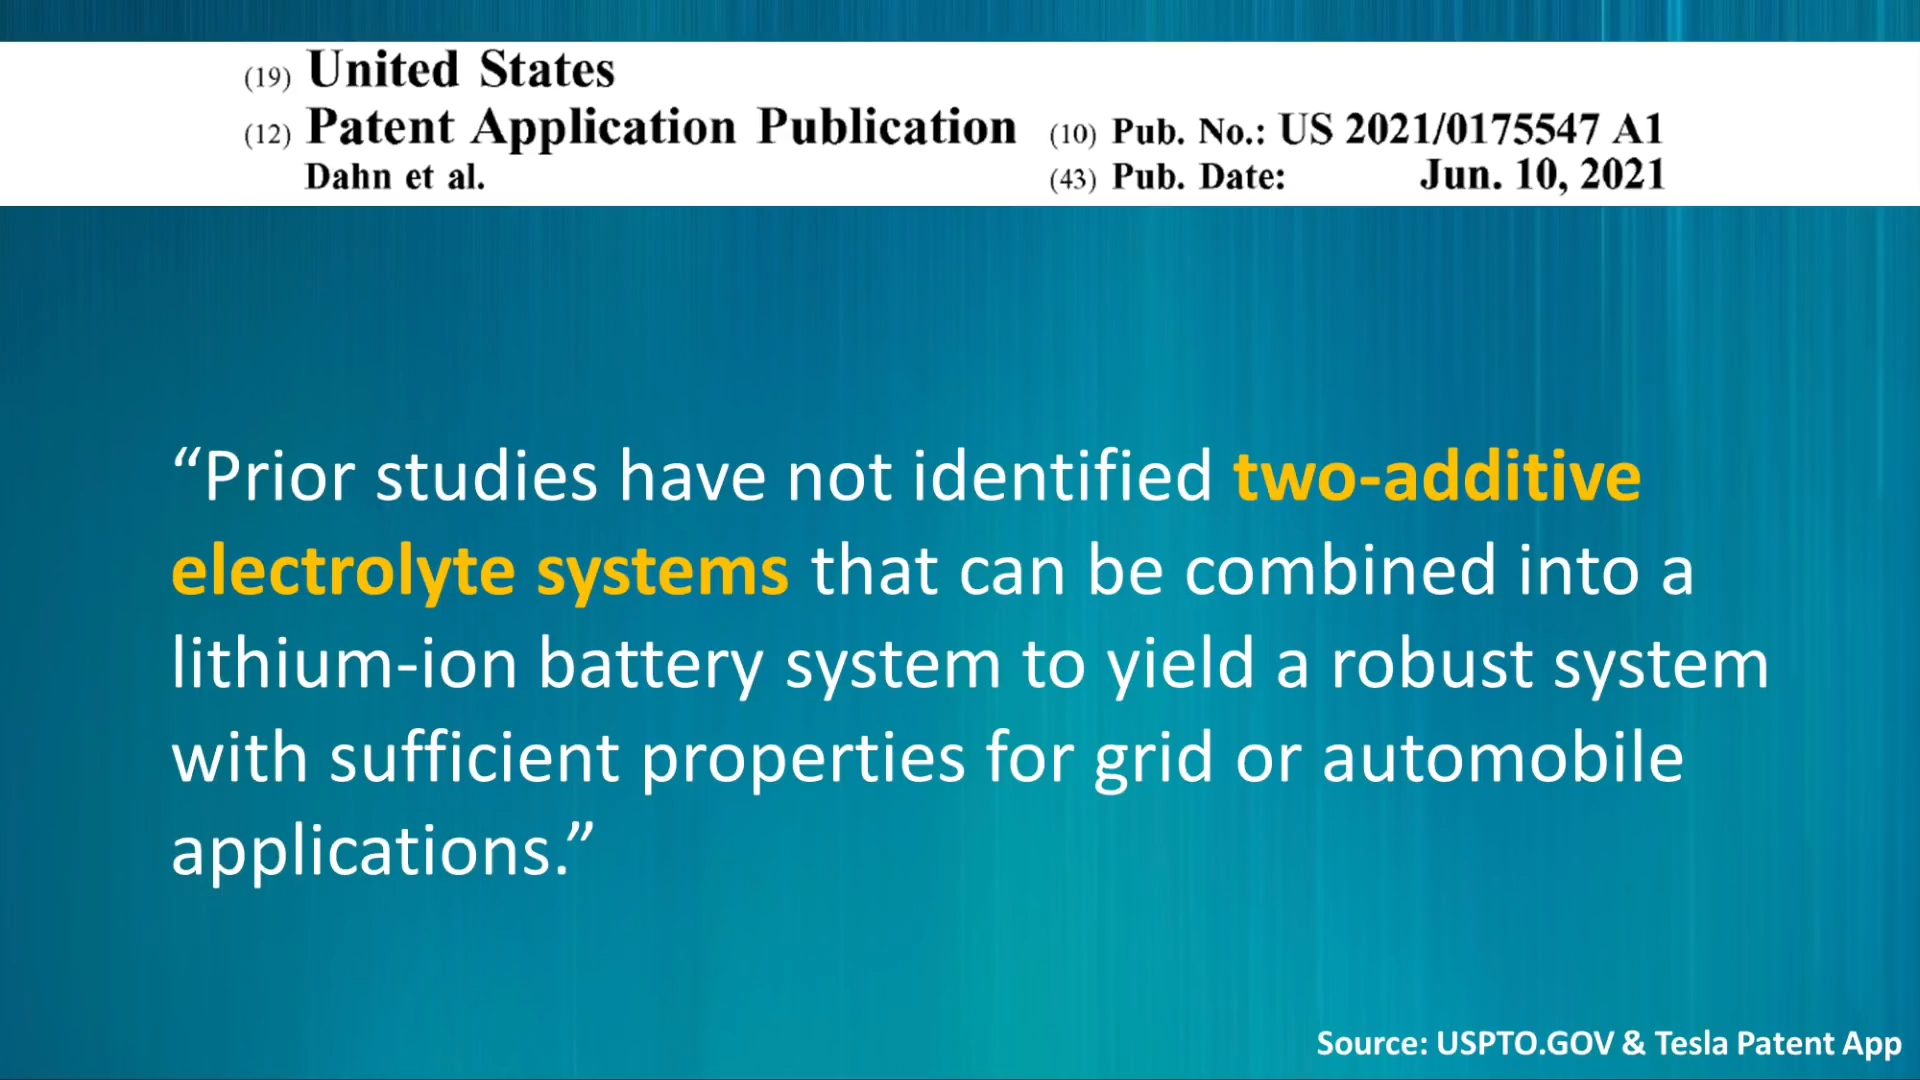 (19) United States
(12) Patent Application Publication (10) Pub. No.: US 2021/0175547 A1
Dahn et al. (43) Pub. Date: Jun. 10, 2021
“Prior studies have not identified two-additive
electrolyte systems that can be combined into a
lithium-ion battery system to yield a robust system
with sufficient properties for grid or automobile
applications.”
Source: USPTO.GOV & Tesla Patent App